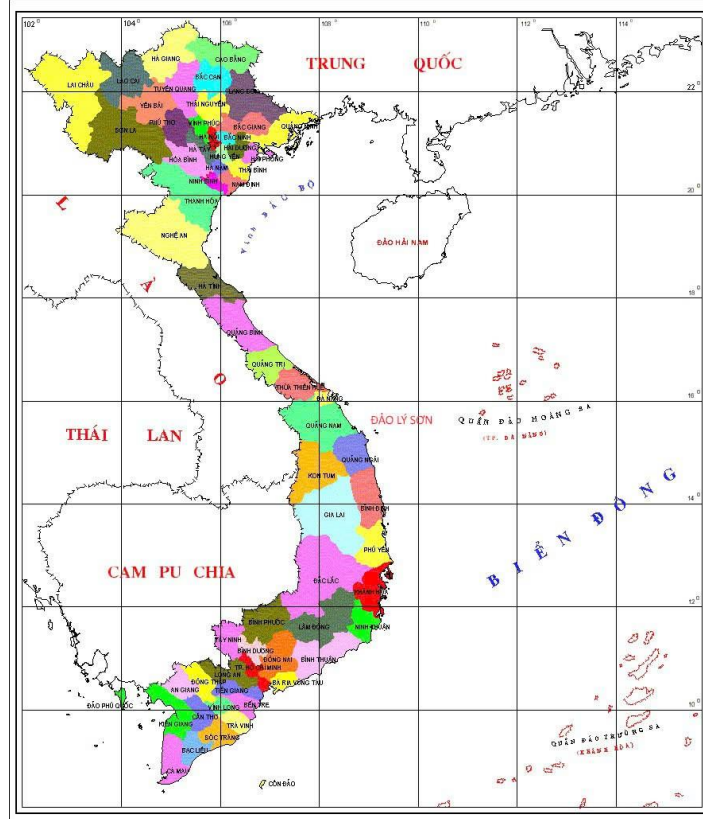 102 104 106 108 110 112 114
HÀ GIANG
CAO BẰNG
TRUNG QUỐC
LAI CHÂU
LAO CAI
BẮC CẠN
TUYÊN QUANG
LẠNG SƠN
22
YÊN BÁI
THÁI NGUYÊN
PHÚ THỌ
VĨNH PHÚC
BẮC GIANG
QUẢNG NINH
SƠN LA
HÀ NỘI
BẮC NINH
HÀ TÂY
HẢI DƯƠNG
HƯNG YÊN
HẢI PHÒNG
HÒA BÌNH
HÀ NAM
THÁI BÌNH
NINH BÌNH
NAM ĐỊNH
20
THANH HÓA
VỊNH BẮC BỘ
NGHỆ AN
ĐẢO HẢI NAM
LÀO
HÀ TĨNH
18
QUẢNG BÌNH
QUẢNG TRỊ
THỪA THIÊN HUẾ
ĐÀ NẴNG
16
THÁI LAN
QUẢNG NAM
ĐẢO LÝ SƠN
QUẦN ĐẢO HOÀNG SA
(TP. ĐÀ NẴNG)
QUẢNG NGÃI
KON TUM
BIỂN ĐÔNG
14
GIA LAI
BÌNH ĐỊNH
PHÚ YÊN
CAM PU CHIA
ĐẮC LẮC
KHÁNH HÒA
12
BÌNH PHƯỚC
LÂM ĐỒNG
NINH THUẬN
TÂY NINH
BÌNH DƯƠNG
ĐỒNG NAI
BÌNH THUẬN
TP. HỒ CHÍ MINH
LONG AN
BÀ RỊA VŨNG TÀU
ĐỒNG THÁP
AN GIANG
TIỀN GIANG
ĐẢO PHÚ QUỐC
VĨNH LONG
BẾN TRE
10
KIÊN GIANG
CẦN THƠ
TRÀ VINH
SÓC TRĂNG
QUẦN ĐẢO TRƯỜNG SA
(KHÁNH HÒA)
BẠC LIÊU
CÀ MAU
CÔN ĐẢO